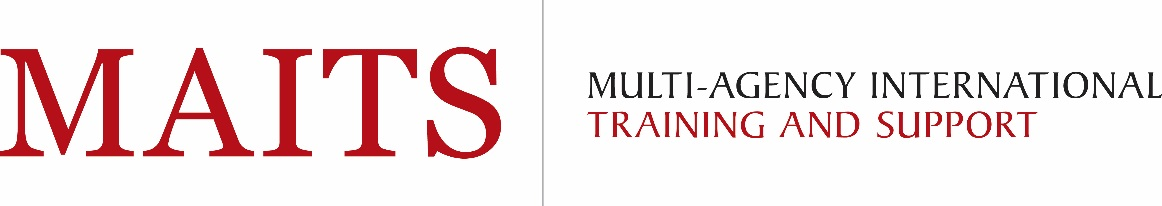 MAITS
MULTI-AGENCY INTERNATIONAL
TRAINING AND SUPPORT